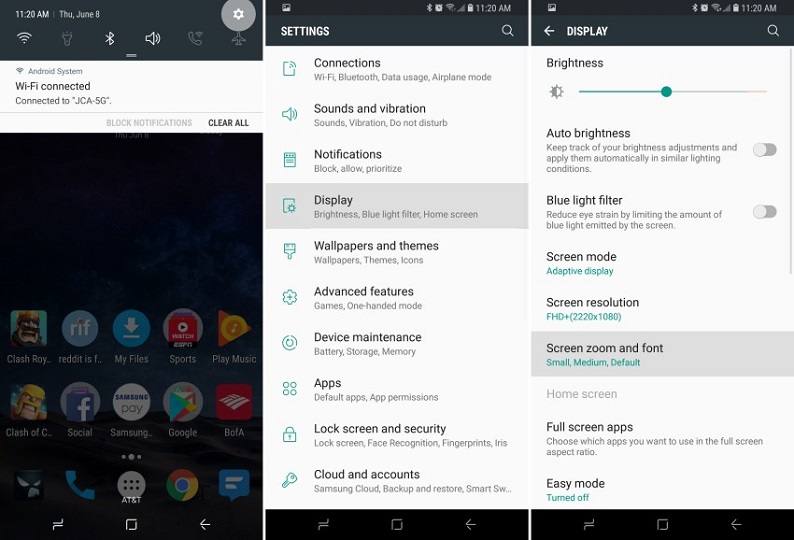 11:20 AM | Thu, June 8
Android System
Wi-Fi connected
Connected to "JCA-5G".
BLOCK NOTIFICATIONS CLEAR ALL
Thu, Jun 8
Clash Roy.. reddit is f.. My Files Sports Play Music
WATCH
ESPN
rif
SAMSUNG
pay
Clash of C.. Social Samsung.. Google BofA
AT&T
11:20 AM
SETTINGS
Connections
Wi-Fi, Bluetooth, Data usage, Airplane mode
Sounds and vibration
Sounds, Vibration, Do not disturb
Notifications
Block, allow, prioritize
Display
Brightness, Blue light filter, Home screen
Wallpapers and themes
Wallpapers, Themes, Icons
Advanced features
Games, One-handed mode
Device maintenance
Battery, Storage, Memory
Apps
Default apps, App permissions
Lock screen and security
Lock screen, Face Recognition, Fingerprints, Iris
Cloud and accounts
Samsung Cloud, Backup and restore, Smart Sw...
11:20 AM
DISPLAY
Brightness
Auto brightness
Keep track of your brightness adjustments and
apply them automatically in similar lighting
conditions.
Blue light filter
Reduce eye strain by limiting the amount of
blue light emitted by the screen.
Screen mode
Adaptive display
Screen resolution
FHD+(2220x1080)
Screen zoom and font
Small, Medium, Default
Home screen
Full screen apps
Choose which apps you want to use in the full screen
aspect ratio.
Easy mode
Turned off